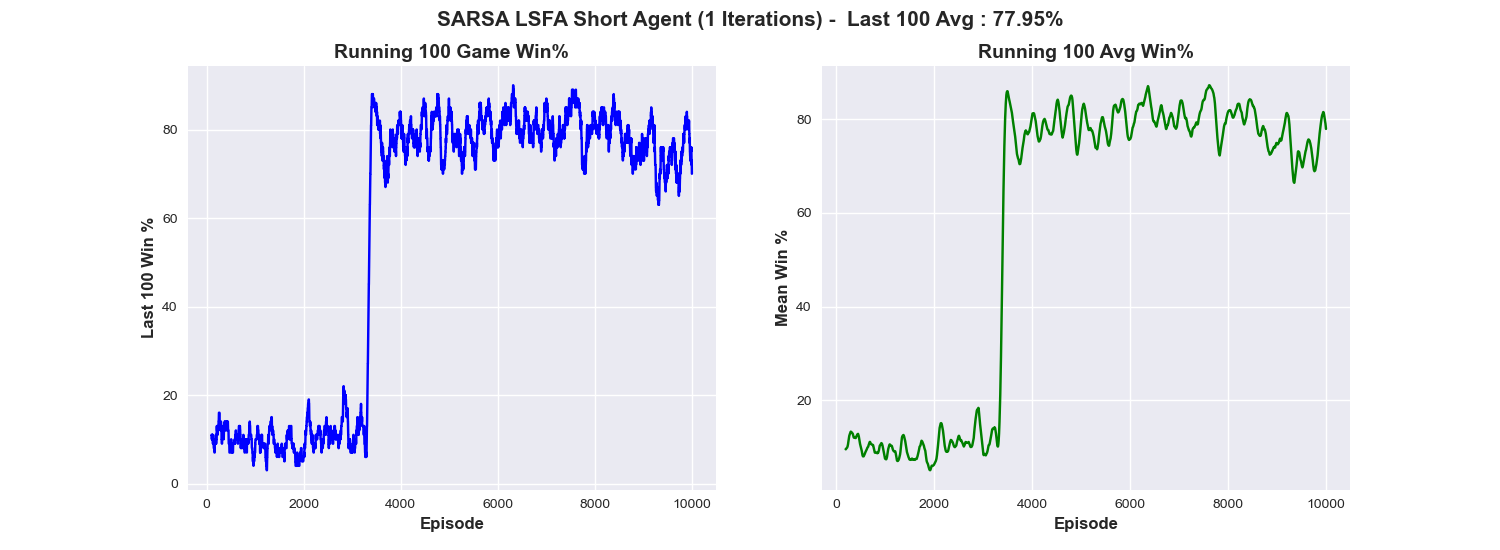 SARSA LSFA Short Agent (1 Iterations) -  Last 100 Avg : 77.95%
Running 100 Game Win%
Last 100 Win %
80
60
40
20
0
0 2000 4000 6000 8000 10000
Episode
Running 100 Avg Win%
Mean Win %
80
60
40
20
0 2000 4000 6000 8000 10000
Episode